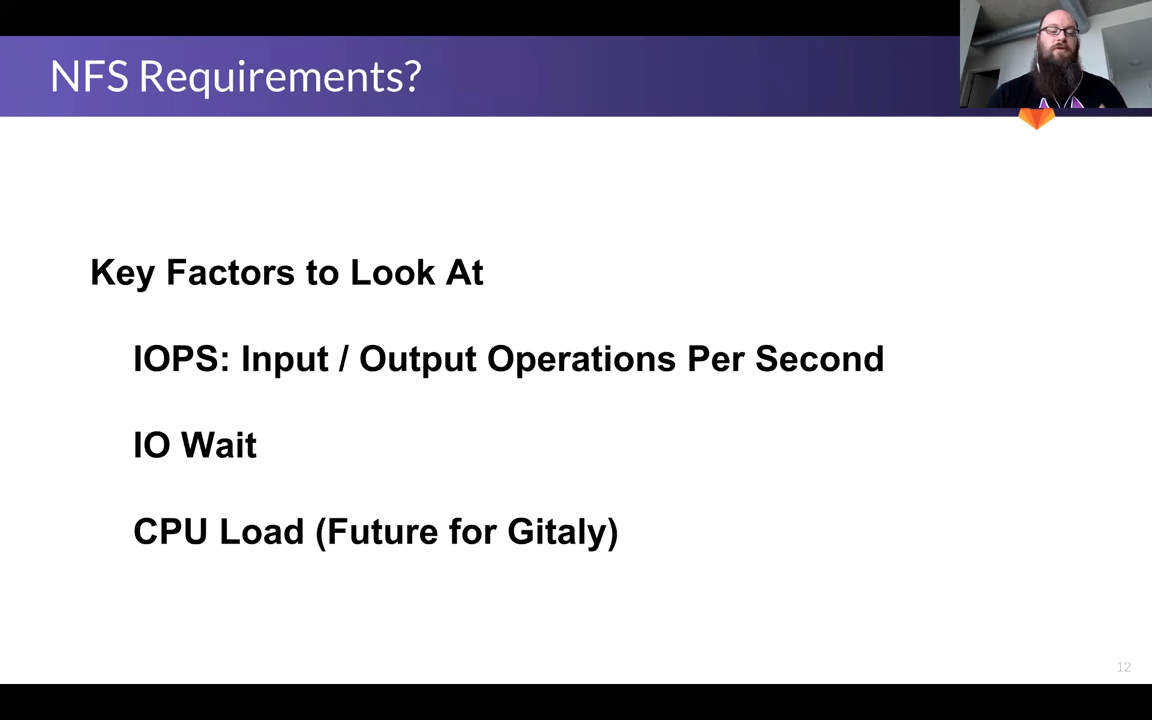 NFS Requirements?
Key Factors to Look At
IOPS: Input / Output Operations Per Second
IO Wait
CPU Load (Future for Gitaly)
12